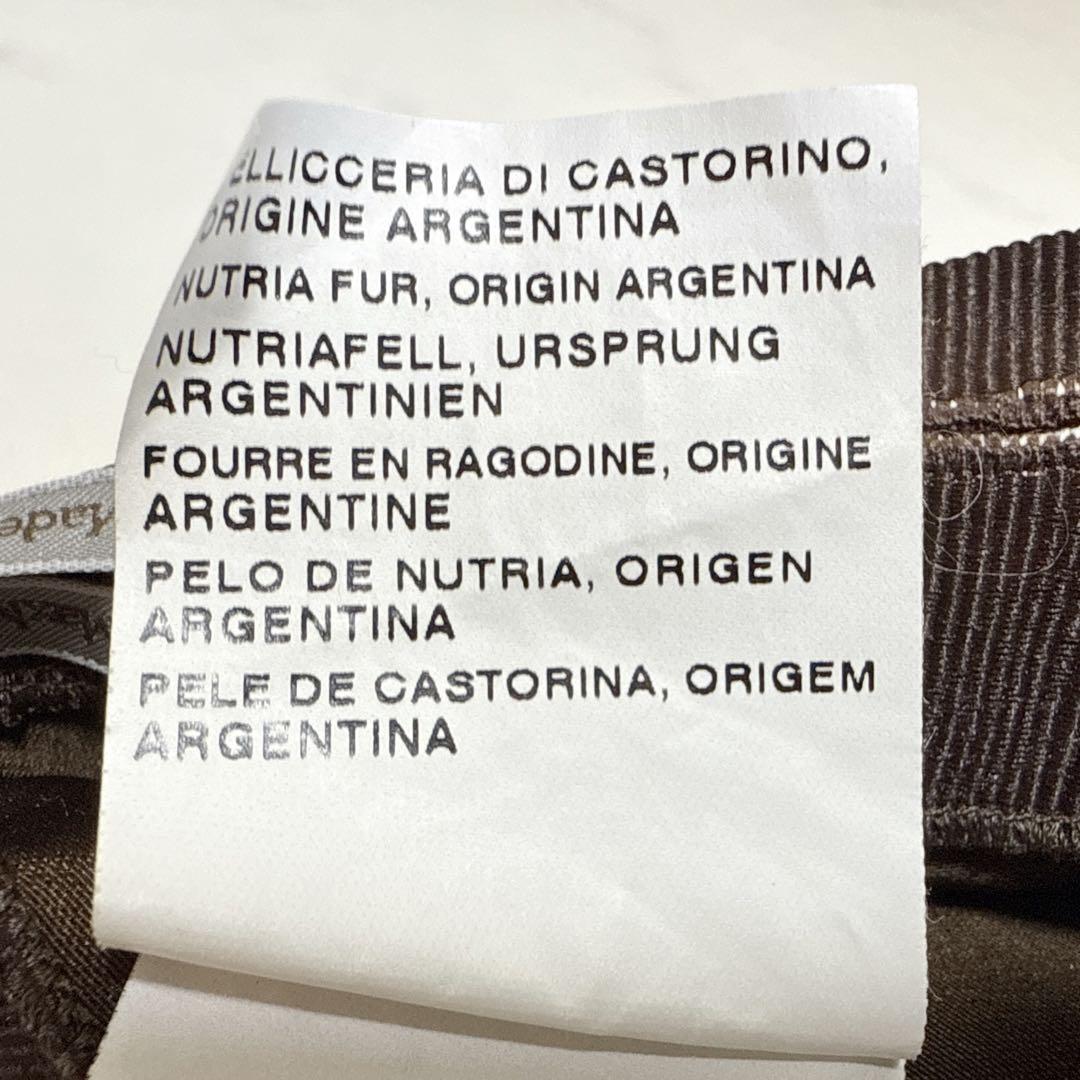 ELLICCERIA DI CASTORINO,
ORIGINE ARGENTINA
NUTRIA FUR, ORIGIN ARGENTINA
NUTRIAFELL, URSPRUNG
ARGENTINIEN
FOURRE EN RAGODINE, ORIGINE
ARGENTINE
PELO DE NUTRIA, ORIGEN
ARGENTINA
PELE DE CASTORINA, ORIGEM
ARGENTINA
Made